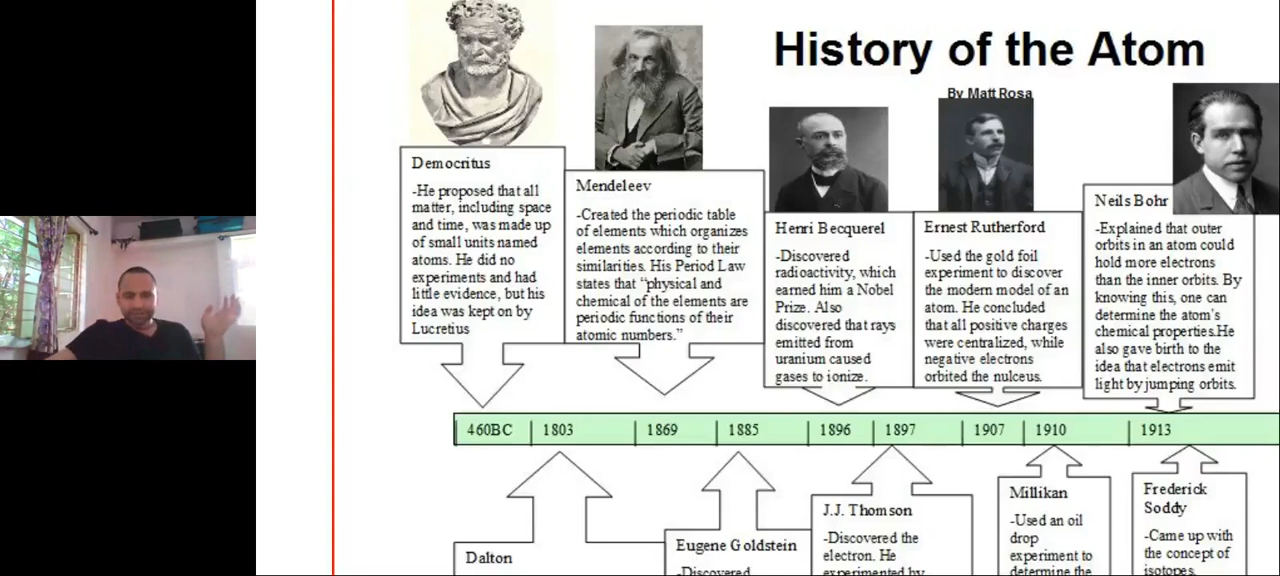 History of the Atom
By Matt Rosa
Democritus
-He proposed that all
matter, including space
and time, was made up
of small units named
atoms. He did no
experiments and had
little evidence, but his
idea was kept on by
Lucretius
Mendeleev
-Created the periodic table
of elements which organizes
elements according to their
similarities. His Period Law
states that “physical and
chemical of the elements are
periodic functions of their
atomic numbers.”
Henri Becquerel
-Discovered
radioactivity, which
earned him a Nobel
Prize. Also
discovered that rays
emitted from
uranium caused
gases to ionize.
Ernest Rutherford
-Used the gold foil
experiment to discover
the modern model of an
atom. He concluded
that all positive charges
were centralized, while
negative electrons
orbited the nulceus.
Neils Bohr
-Explained that outer
orbits in an atom could
hold more electrons
than the inner orbits. By
knowing this, one can
determine the atom's
chemical properties.He
also gave birth to the
idea that electrons emit
light by jumping orbits.
460BC 1803 1869 1885 1896 1897 1907 1910 1913
Dalton
Eugene Goldstein
-Discovered
J.J. Thomson
-Discovered the
electron. He
experimented by
Millikan
-Used an oil
drop
experiment to
determine the
Frederick
Soddy
-Came up with
the concept of
isotopes,